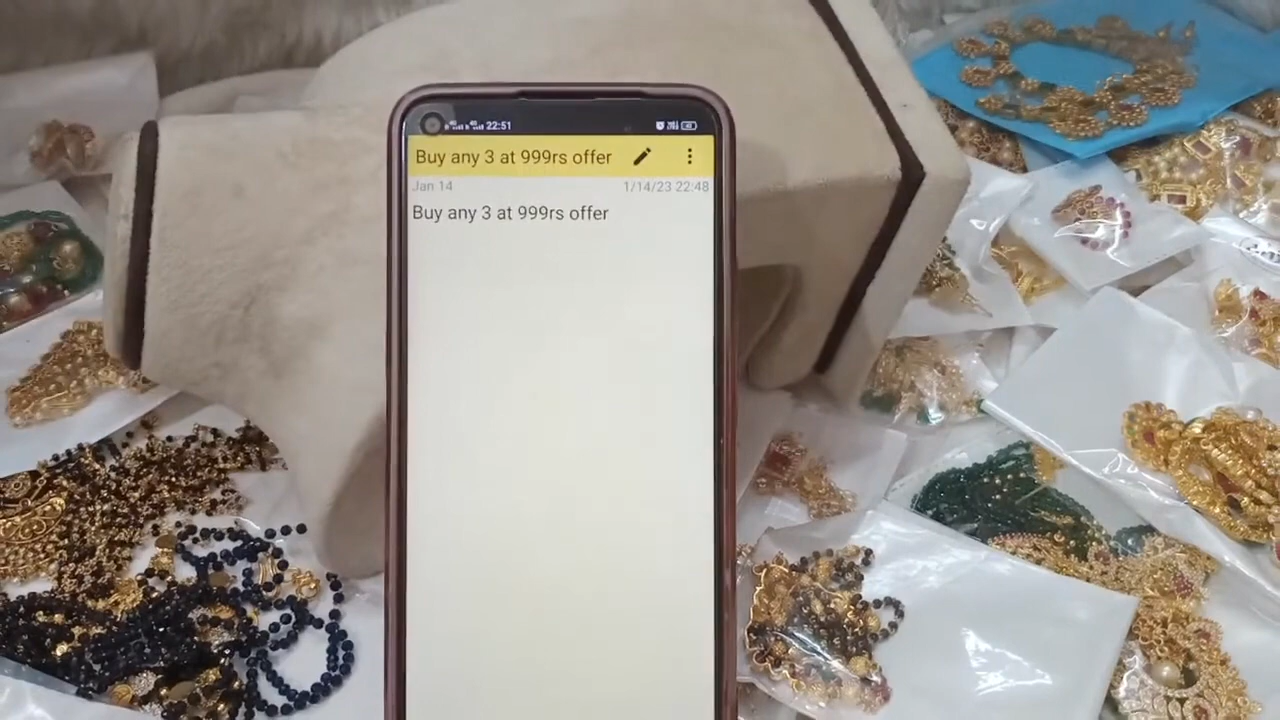 22:51
Buy any 3 at 999rs offer
Jan 14 1/14/23 22:48
Buy any 3 at 999rs offer